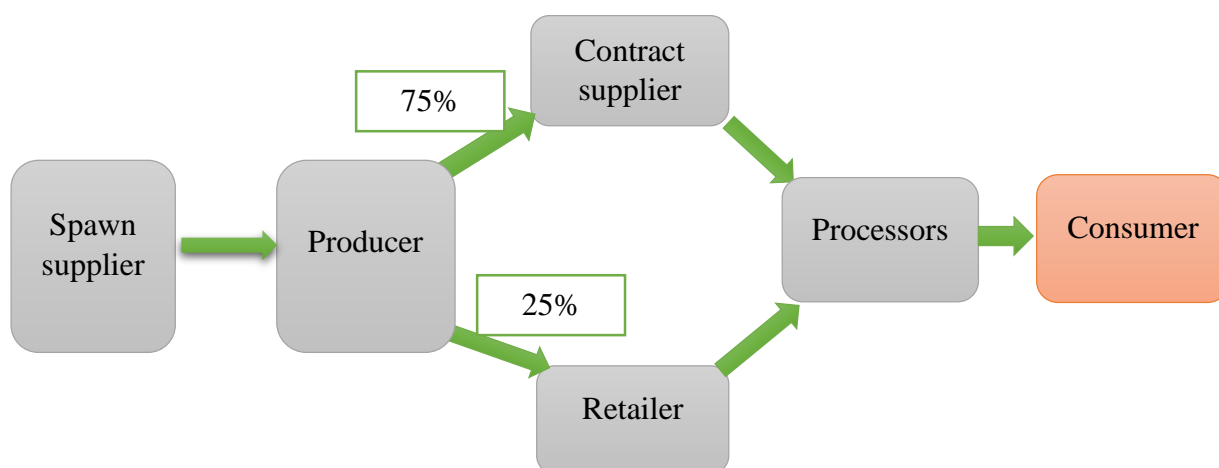 Spawn
supplier
Producer
75%
Contract
supplier
25%
Retailer
Processors
Consumer